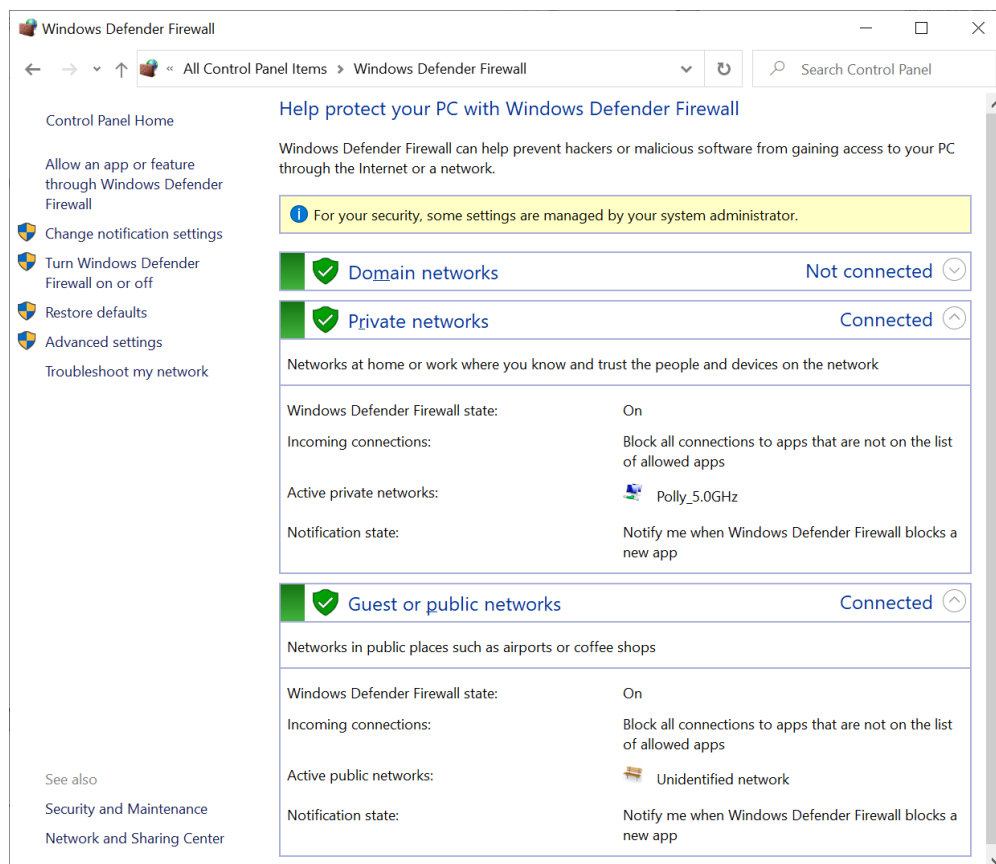 Windows Defender Firewall
« All Control Panel Items > Windows Defender Firewall
Search Control Panel
Control Panel Home
Allow an app or feature
through Windows Defender
Firewall
Change notification settings
Turn Windows Defender
Firewall on or off
Restore defaults
Advanced settings
Troubleshoot my network
See also
Security and Maintenance
Network and Sharing Center
Help protect your PC with Windows Defender Firewall
Windows Defender Firewall can help prevent hackers or malicious software from gaining access to your PC
through the Internet or a network.
For your security, some settings are managed by your system administrator.
Domain networks Not connected
Private networks Connected
Networks at home or work where you know and trust the people and devices on the network
Windows Defender Firewall state: On
Incoming connections: Block all connections to apps that are not on the list
of allowed apps
Active private networks: Polly_5.0GHz
Notification state: Notify me when Windows Defender Firewall blocks a
new app
Guest or public networks Connected
Networks in public places such as airports or coffee shops
Windows Defender Firewall state: On
Incoming connections: Block all connections to apps that are not on the list
of allowed apps
Active public networks: Unidentified network
Notification state: Notify me when Windows Defender Firewall blocks a
new app